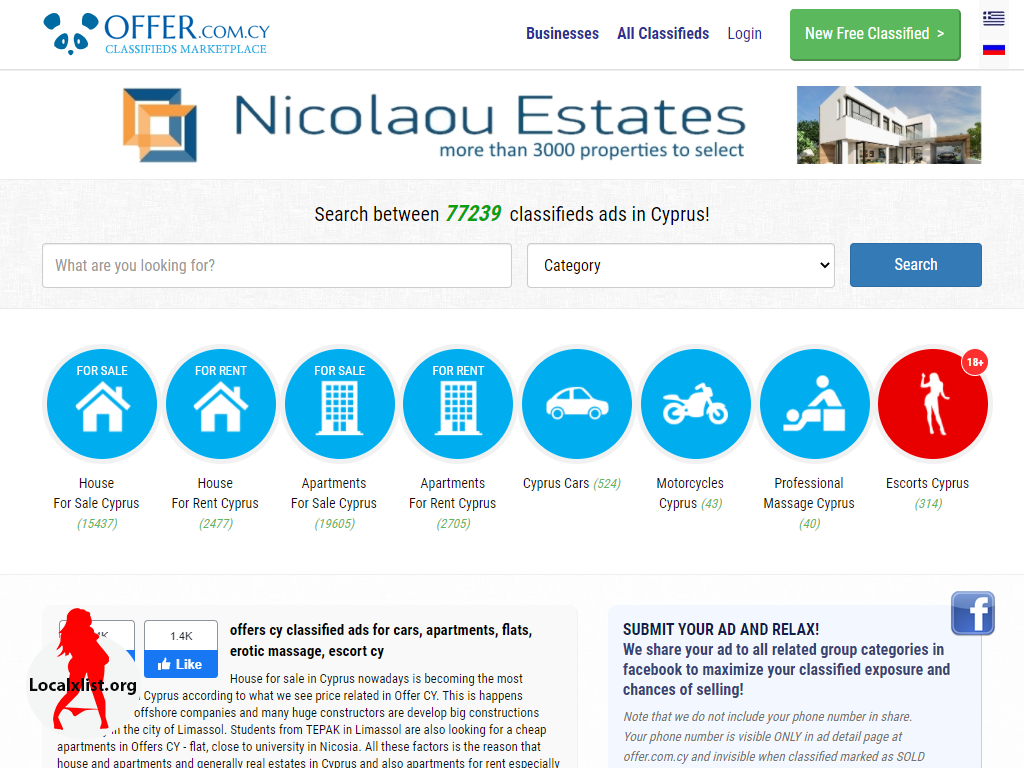 OFFER.COM.CY
CLASSIFIEDS MARKETPLACE
Businesses All Classifieds Login New Free Classified >
Nicolaou Estates
more than 3000 properties to select
Search between 77239 classifieds ads in Cyprus!
What are you looking for? Category Search
FOR SALE FOR RENT FOR SALE FOR RENT 18+
House
For Sale Cyprus
(15437)
House
For Rent Cyprus
(2477)
Apartments
For Sale Cyprus
(19605)
Apartments
For Rent Cyprus
(2705)
Cyprus Cars (524)
Motorcycles
Cyprus (43)
Professional
Massage Cyprus
(40)
Escorts Cyprus
(314)
1.4K
Like
Localxlist.org
offers cy classified ads for cars, apartments, flats,
erotic massage, escort cy
House for sale in Cyprus nowadays is becoming the most
Cyprus according to what we see price related in Offer CY. This is happens
offshore companies and many huge constructors are develop big constructions
in the city of Limassol. Students from TEPAK in Limassol are also looking for a cheap
apartments in Offers CY - flat, close to university in Nicosia. All these factors is the reason that
house and apartments and generally real estates in Cyprus and also apartments for rent especially
SUBMIT YOUR AD AND RELAX!
We share your ad to all related group categories in
facebook to maximize your classified exposure and
chances of selling!
Note that we do not include your phone number in share.
Your phone number is visible ONLY in ad detail page at
offer.com.cy and invisible when classified marked as SOLD